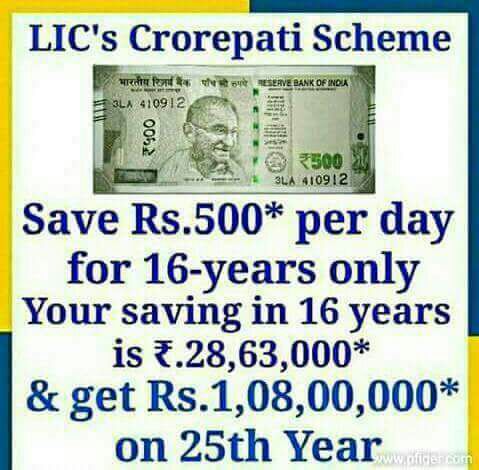 LIC's Crorepati Scheme
भारतीय रिज़र्व बैंक पाँच सौ रुपये RESERVE BANK OF INDIA
3LA 410912
₹500
₹500
3LA 410912
Save Rs.500* per day
for 16-years only
Your saving in 16 years
is ₹.28,63,000*
& get Rs.1,08,00,000*
on 25th Year
www.pfiger.com